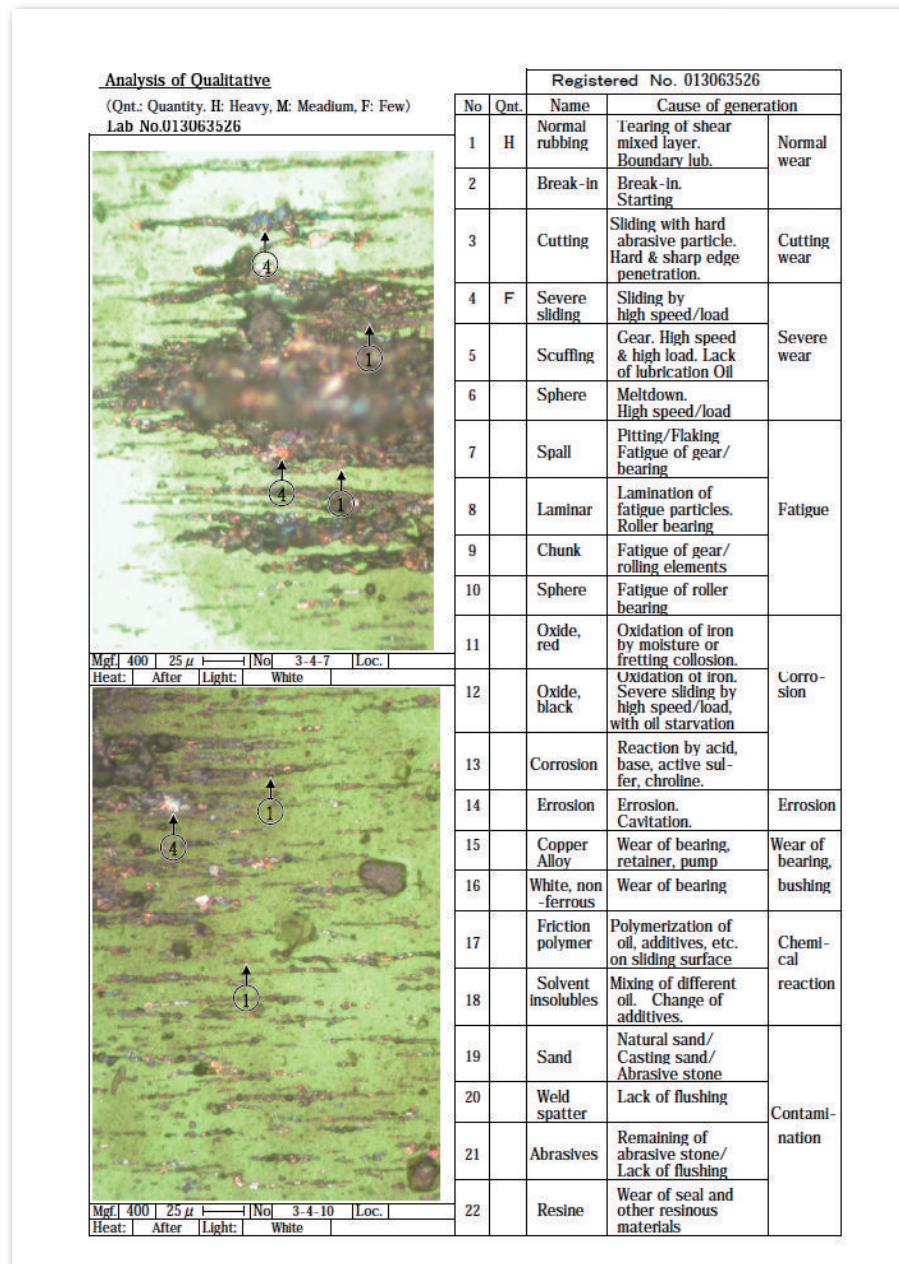 Analysis of Qualitative
(Qnt.: Quantity. H: Heavy, M: Meadium, F: Few)
Lab No.013063526
4
1
4
1
Mgf. 400 25 μ No 3-4-7 Loc.
Heat: After Light: White
1
4
1
Mgf. 400 25 μ No 3-4-10 Loc.
Heat: After Light: White
Registered No. 013063526
No Qnt. Name Cause of generation
1 H Normal rubbing Tearing of shear mixed layer. Boundary lub. Normal wear
2 Break-in Break-in. Starting
3 Cutting Sliding with hard abrasive particle. Hard & sharp edge penetration. Cutting wear
4 F Severe sliding Sliding by high speed/load Severe wear
5 Scuffing Gear. High speed & high load. Lack of lubrication Oil
6 Sphere Meltdown. High speed/load
7 Spall Pitting/Flaking Fatigue of gear/ bearing Fatigue
8 Laminar Lamination of fatigue particles. Roller bearing
9 Chunk Fatigue of gear/ rolling elements
10 Sphere Fatigue of roller bearing
11 Oxide, red Oxidation of iron by moisture or fretting collosion. Corro-sion
12 Oxide, black Oxidation of iron. Severe sliding by high speed/load, with oil starvation
13 Corrosion Reaction by acid, base, active sul-fer, chroline.
14 Errosion Errosion. Cavitation. Errosion
15 Copper Alloy Wear of bearing, retainer, pump Wear of bearing, bushing
16 White, non -ferrous Wear of bearing
17 Friction polymer Polymerization of oil, additives, etc. on sliding surface Chemi-cal reaction
18 Solvent insolubles Mixing of different oil. Change of additives.
19 Sand Natural sand/ Casting sand/ Abrasive stone Contami-nation
20 Weld spatter Lack of flushing
21 Abrasives Remaining of abrasive stone/ Lack of flushing
22 Resine Wear of seal and other resinous materials